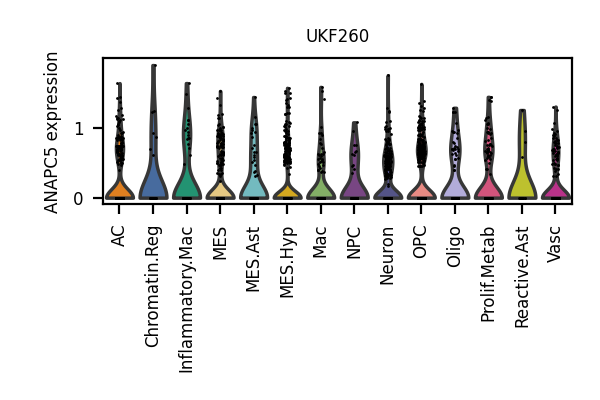 UKF260
ANAPC5 expression
1
0
AC
Chromatin.Reg
Inflammatory.Mac
MES
MES.Ast
MES.Hyp
Mac
NPC
Neuron
OPC
Oligo
Prolif.Metab
Reactive.Ast
Vasc